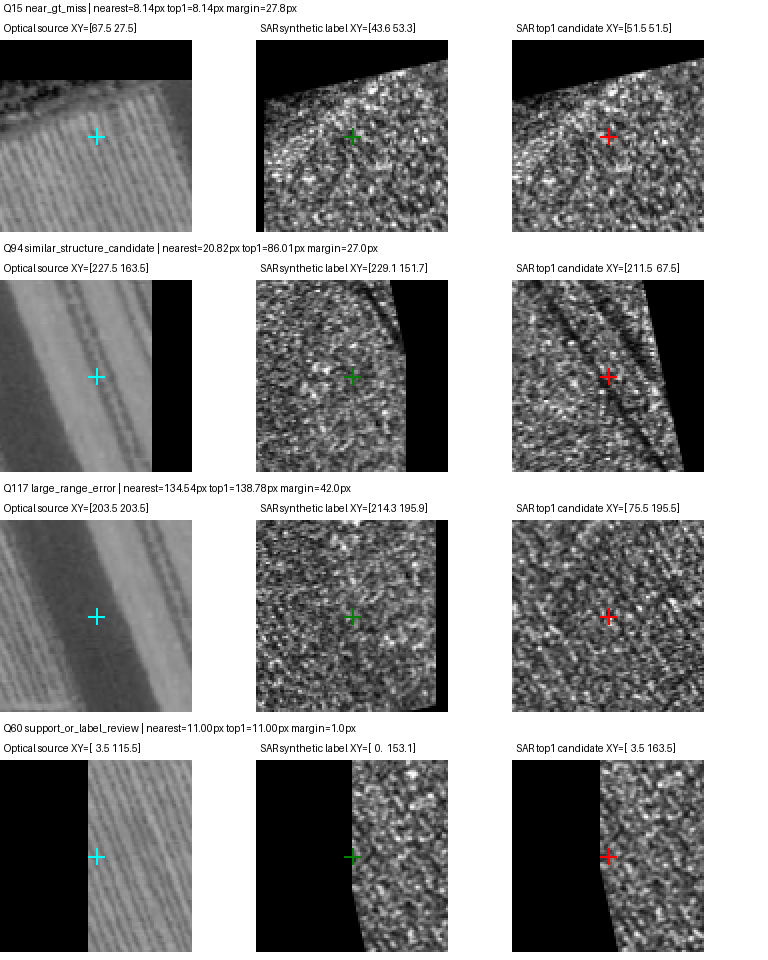 Q15 near_gt_miss | nearest=8.14px top1=8.14px margin=27.8px
Optical source XY=[67.5 27.5] SAR synthetic label XY=[43.6 53.3] SAR top1 candidate XY=[51.5 51.5]
Q94 similar_structure_candidate | nearest=20.82px top1=86.01px margin=27.0px
Optical source XY=[227.5 163.5] SAR synthetic label XY=[229.1 151.7] SAR top1 candidate XY=[211.5 67.5]
Q117 large_range_error | nearest=134.54px top1=138.78px margin=42.0px
Optical source XY=[203.5 203.5] SAR synthetic label XY=[214.3 195.9] SAR top1 candidate XY=[ 75.5 195.5]
Q60 support_or_label_review | nearest=11.00px top1=11.00px margin=1.0px
Optical source XY=[ 3.5 115.5] SAR synthetic label XY=[ 0. 153.1] SAR top1 candidate XY=[ 3.5 163.5]